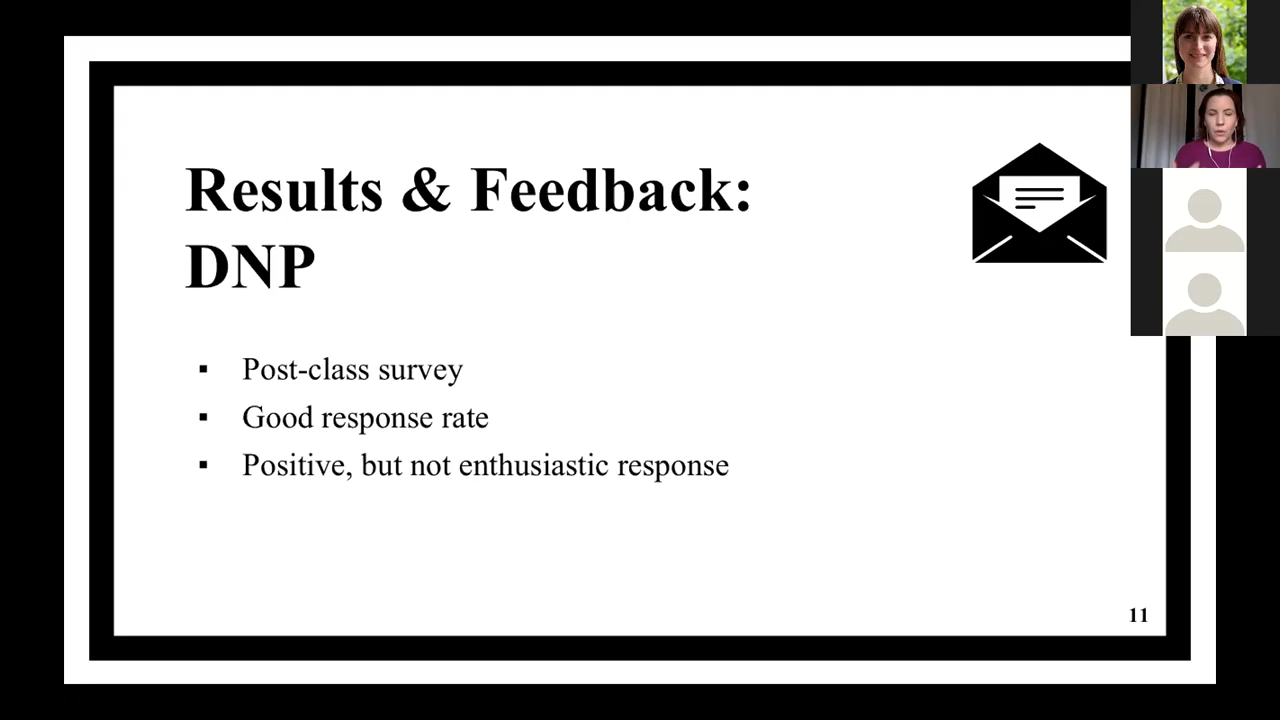 Results & Feedback:
DNP
▪ Post-class survey
▪ Good response rate
▪ Positive, but not enthusiastic response
11